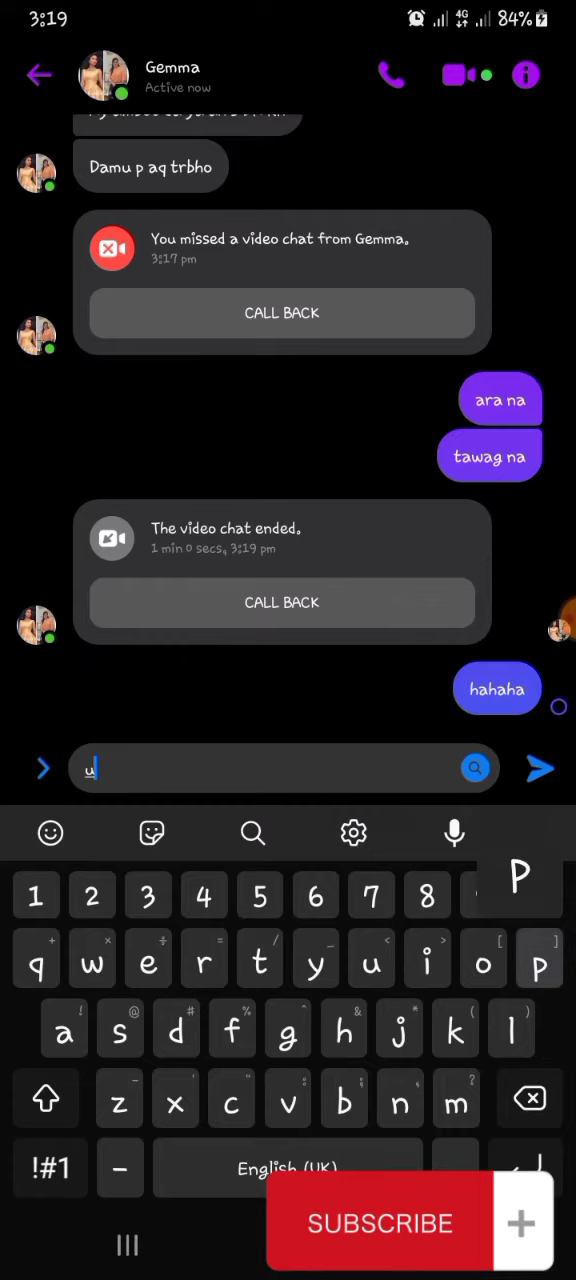 3:19
4G
84%
Gemma
Active now
Damu p aq trbho
You missed a video chat from Gemma.
3:17 pm
CALL BACK
ara na
tawag na
The video chat ended.
1 min 0 secs, 3:19 pm
CALL BACK
hahaha
u
P
1 2 3 4 5 6 7 8
q w e r t y u i o p
a s d f g h j k l
z x c v b n m
!#1 English (UK)
SUBSCRIBE +